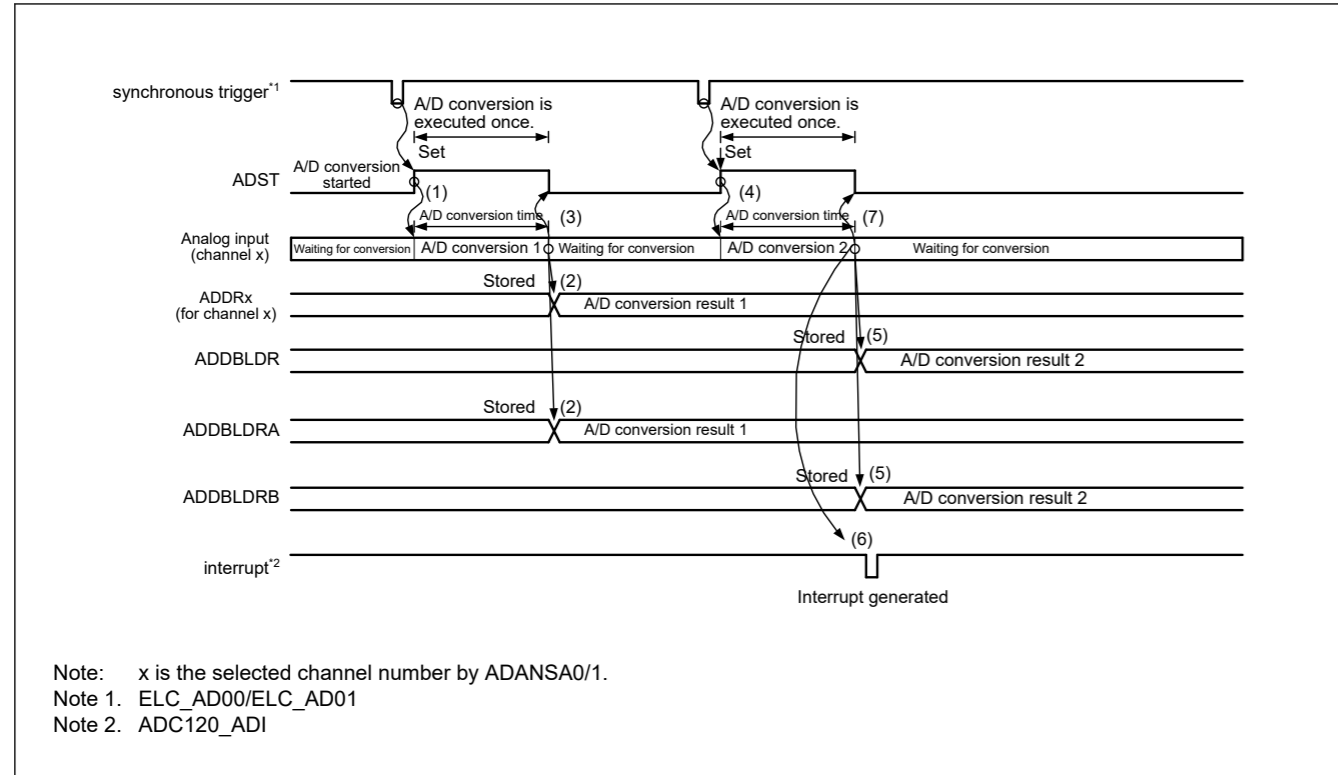 synchronous trigger*1
A/D conversion is
executed once.
A/D conversion is
executed once.
Set
Set
A/D conversion
started
ADST
(1)
(4)
A/D conversion time
(3)
A/D conversion time
(7)
Analog input
(channel x)
Waiting for conversion
A/D conversion 1
Waiting for conversion
A/D conversion 2
Waiting for conversion
Stored
(2)
ADDRx
(for channel x)
A/D conversion result 1
Stored
(5)
ADDBLDR
A/D conversion result 2
Stored
(2)
ADDBLDRA
A/D conversion result 1
Stored
(5)
ADDBLDRB
A/D conversion result 2
(6)
interrupt*2
Interrupt generated
Note: x is the selected channel number by ADANSA0/1.
Note 1. ELC_AD00/ELC_AD01
Note 2. ADC120_ADI